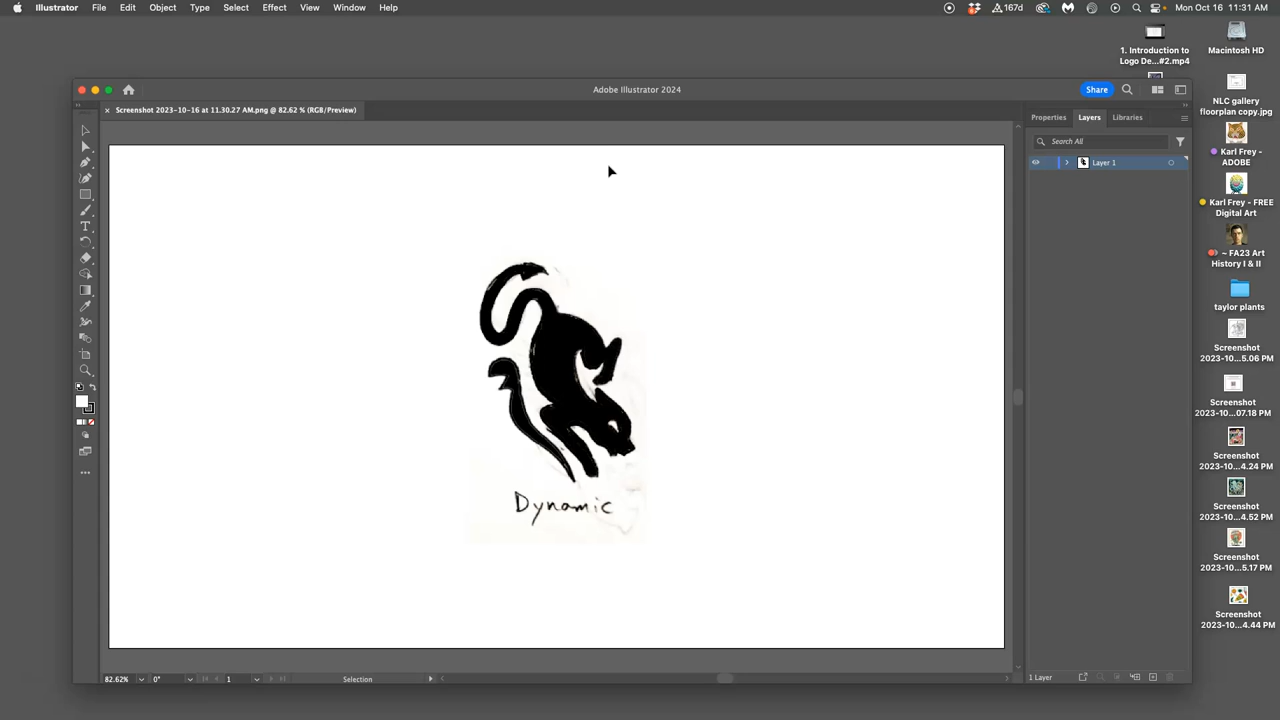 Illustrator File Edit Object Type Select Effect View Window Help
167d
Mon Oct 16 11:31 AM
Adobe Illustrator 2024
Share
Screenshot 2023-10-16 at 11.30.27 AM.png @ 82.62 % (RGB/Preview)
Properties Layers Libraries
Search All
Layer 1
Dynamic
82.62%
0°
1
Selection
1 Layer
1. Introduction to
Logo De...#2.mp4
Macintosh HD
NLC gallery
floorplan copy.jpg
Karl Frey -
ADOBE
Karl Frey - FREE
Digital Art
~ FA23 Art
History I & II
taylor plants
Screenshot
2023-10...5.06 PM
Screenshot
2023-10...07.18 PM
Screenshot
2023-10...4.24 PM
Screenshot
2023-10...4.52 PM
Screenshot
2023-10...5.17 PM
Screenshot
2023-10...4.44 PM